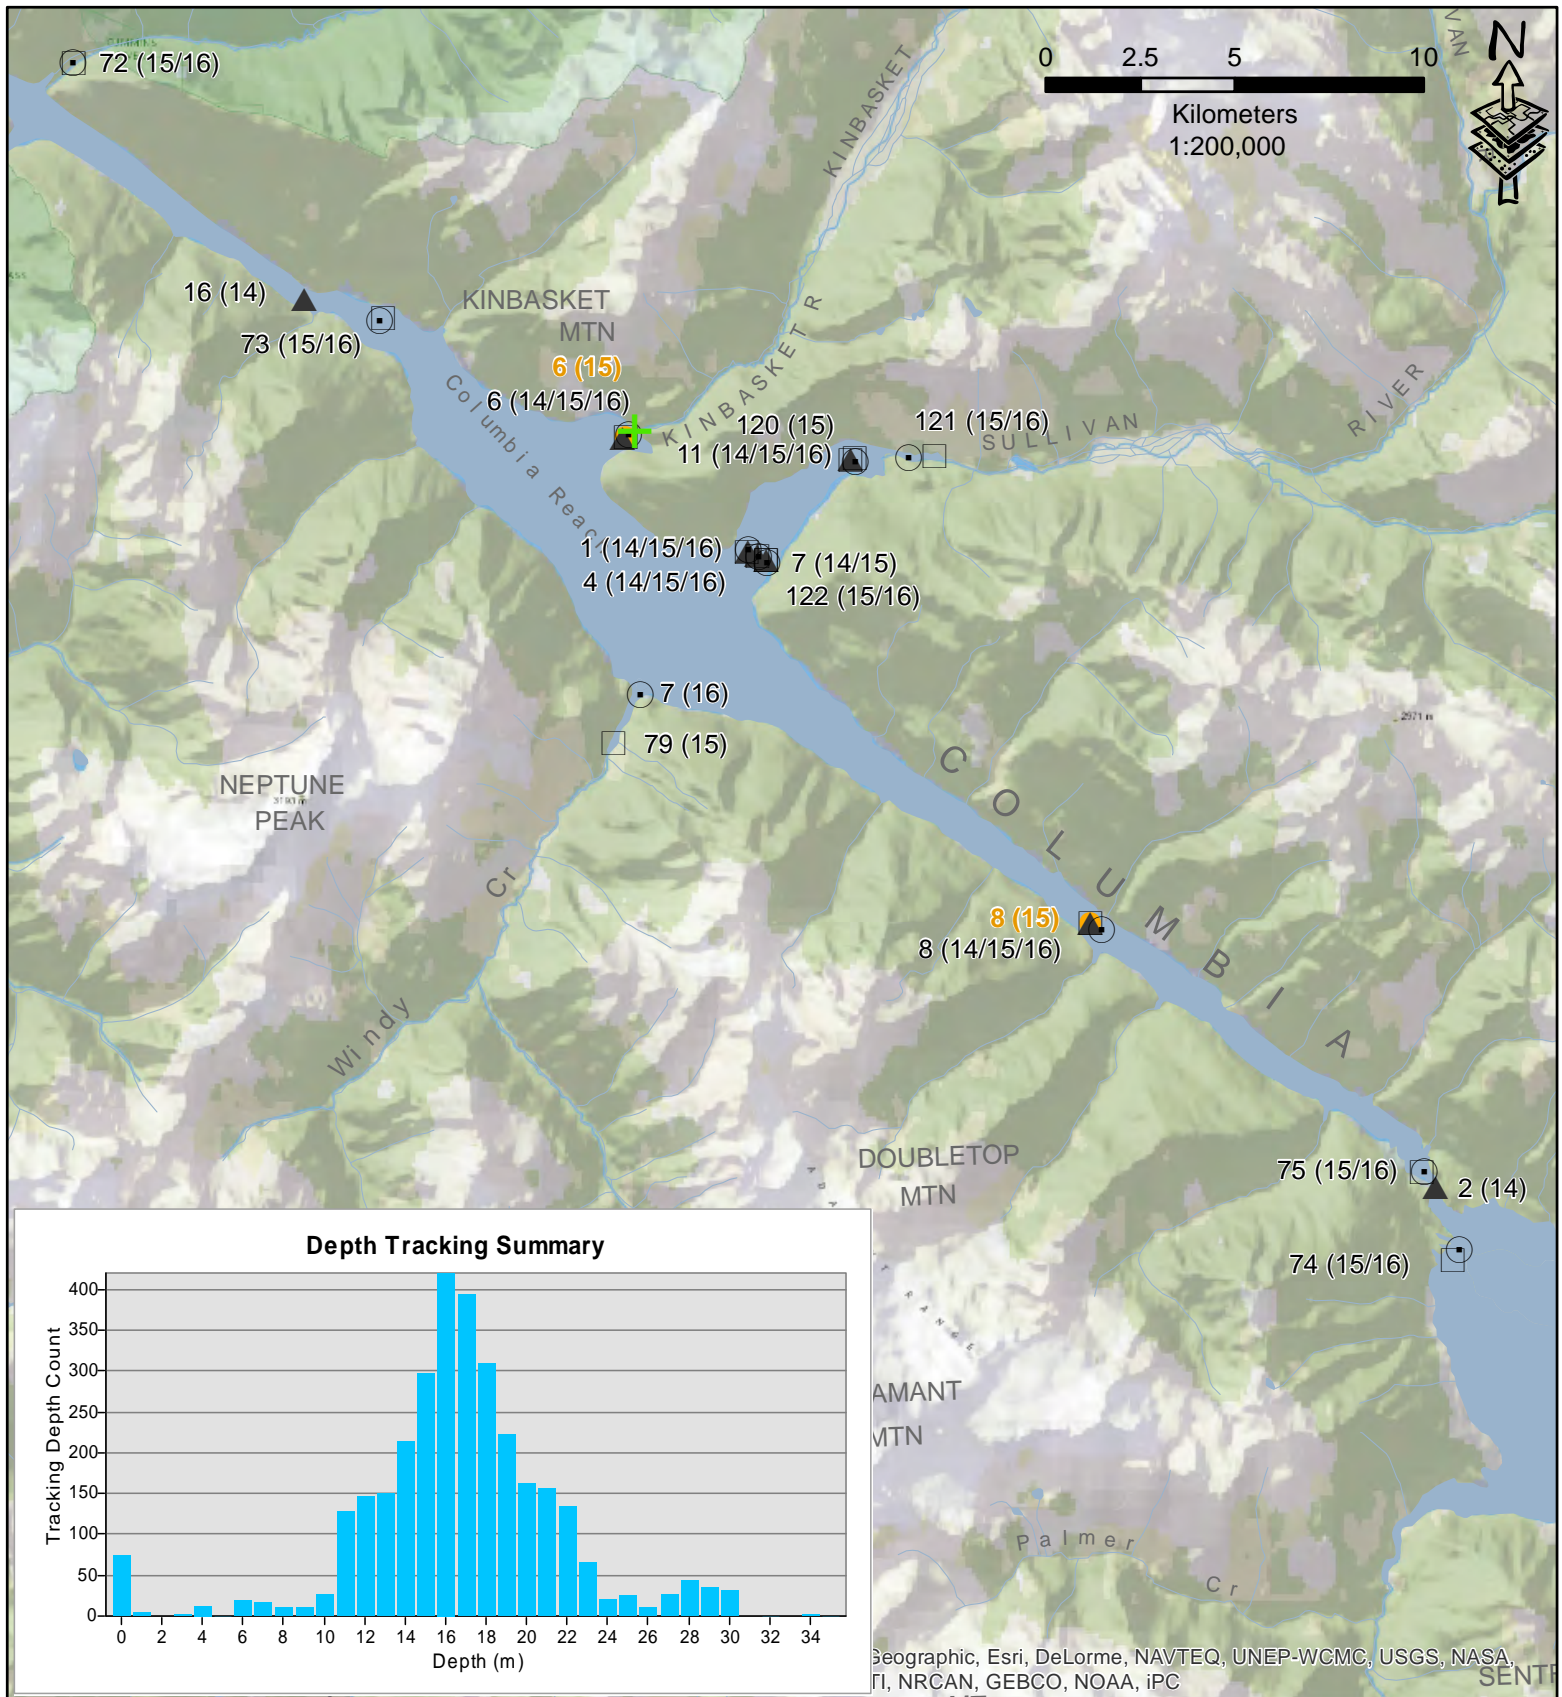 CUMMINS
72 (15/16)
0 2.5 5 10
Kilometers
1:200,000
N
VAN
KINBASKET
16 (14)
73 (15/16)
KINBASKET
MTN
6 (15)
6 (14/15/16)
KINBASKET R
Columbia Reach
120 (15)
11 (14/15/16)
121 (15/16)
SULLIVAN
RIVER
1 (14/15/16)
4 (14/15/16)
7 (14/15)
122 (15/16)
7 (16)
79 (15)
2971 m
NEPTUNE
PEAK
COLUMBIA
Windy Cr
8 (15)
8 (14/15/16)
DOUBLETOP
MTN
75 (15/16)
2 (14)
74 (15/16)
RANGE
AMANT
MTN
Palmer
Cr
Depth Tracking Summary
Tracking Depth Count
400
350
300
250
200
150
100
50
0
0 2 4 6 8 10 12 14 16 18 20 22 24 26 28 30 32 34
Depth (m)
Geographic, Esri, DeLorme, NAVTEQ, UNEP-WCMC, USGS, NASA,
TI, NRCAN, GEBCO, NOAA, iPC
SENT